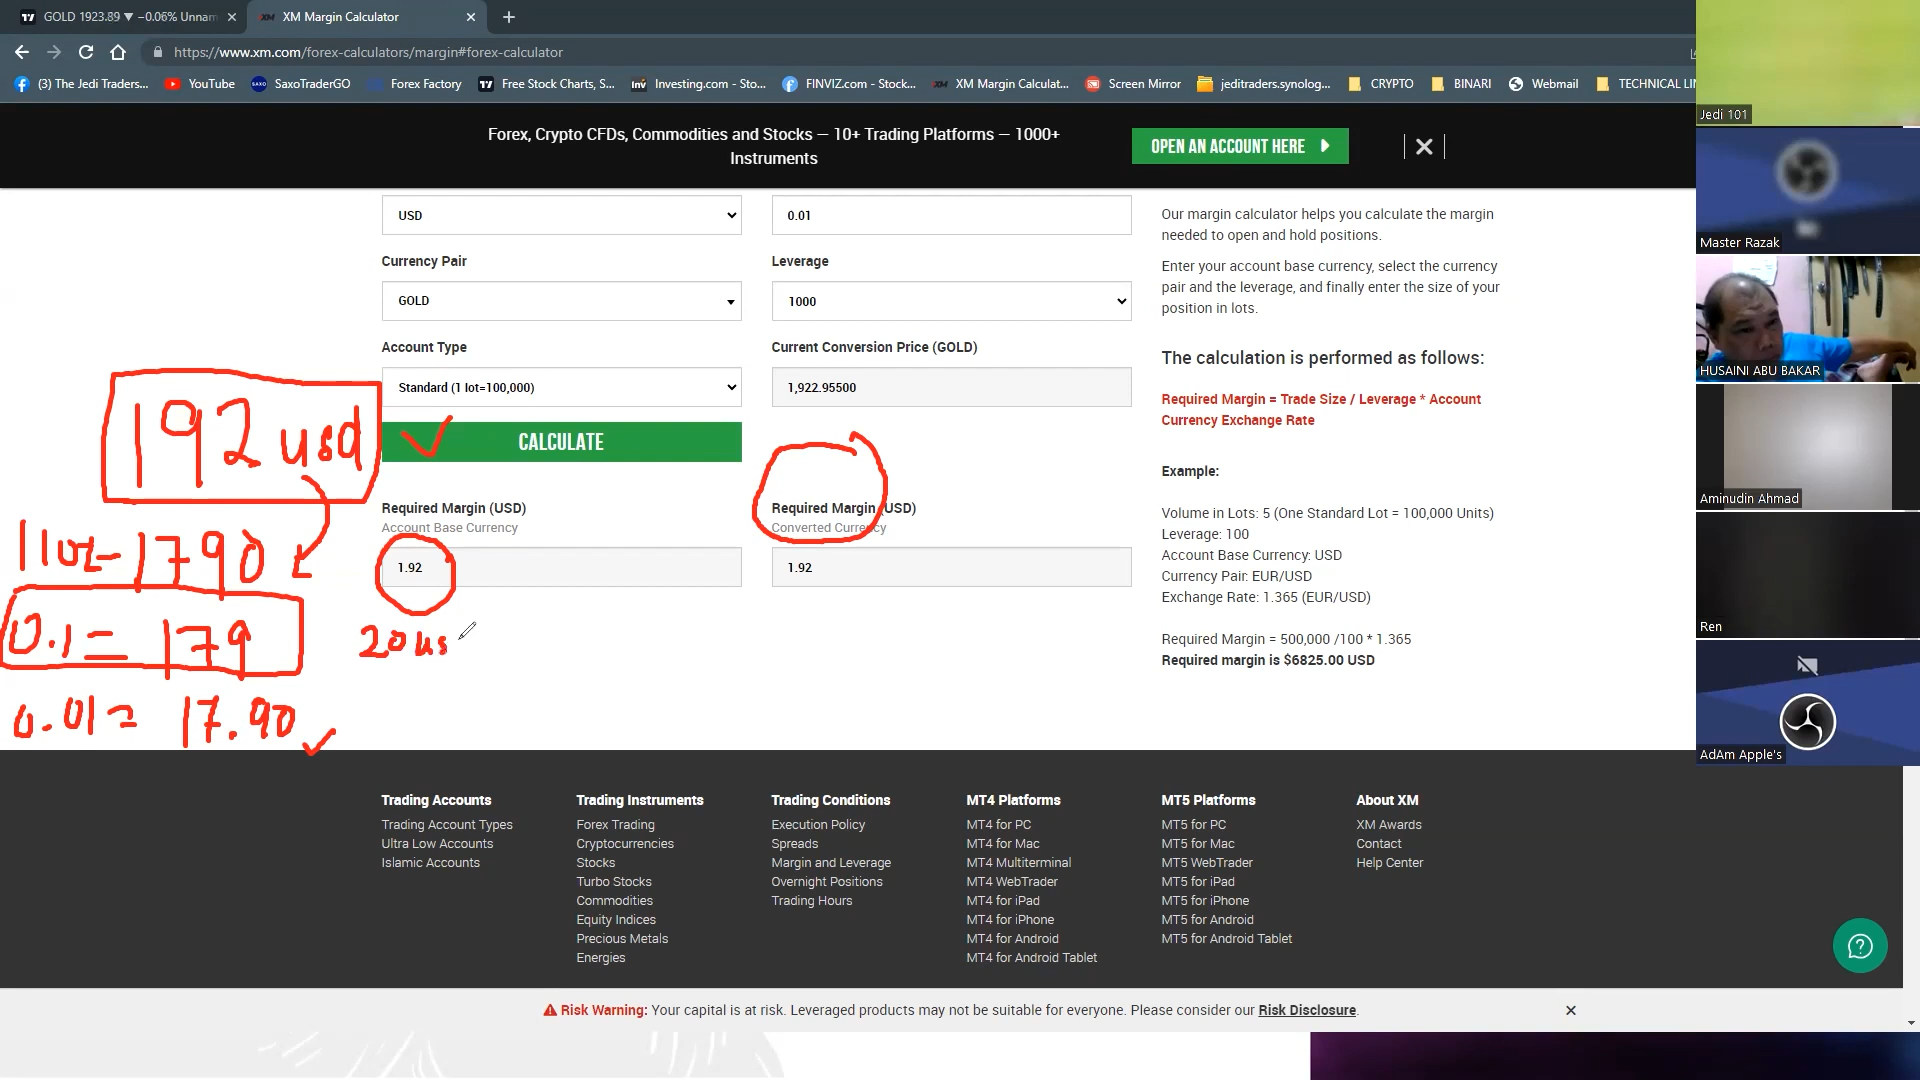 GOLD 1923.89 ▼ −0.06% Unnam
XM Margin Calculator
https://www.xm.com/forex-calculators/margin#forex-calculator
(3) The Jedi Traders...
YouTube
SaxoTraderGO
Forex Factory
Free Stock Charts, S...
Investing.com - Sto...
FINVIZ.com - Stock...
XM Margin Calculat...
Screen Mirror
jeditraders.synolog...
CRYPTO
BINARI
Webmail
TECHNICAL LIN
Forex, Crypto CFDs, Commodities and Stocks — 10+ Trading Platforms — 1000+
Instruments
OPEN AN ACCOUNT HERE
USD
0.01
Currency Pair
Leverage
GOLD
1000
Account Type
Current Conversion Price (GOLD)
Standard (1 lot=100,000)
1,922.95500
CALCULATE
Required Margin (USD)
Account Base Currency
Required Margin (USD)
Converted Currency
1.92
1.92
192 usd
1 lot - 1790
0.1 = 179
0.01 = 17.90
20 us
Our margin calculator helps you calculate the margin
needed to open and hold positions.
Enter your account base currency, select the currency
pair and the leverage, and finally enter the size of your
position in lots.
The calculation is performed as follows:
Required Margin = Trade Size / Leverage * Account
Currency Exchange Rate
Example:
Volume in Lots: 5 (One Standard Lot = 100,000 Units)
Leverage: 100
Account Base Currency: USD
Currency Pair: EUR/USD
Exchange Rate: 1.365 (EUR/USD)
Required Margin = 500,000 /100 * 1.365
Required margin is $6825.00 USD
Jedi 101
Master Razak
HUSAINI ABU BAKAR
Aminudin Ahmad
Ren
AdAm Apple's
Trading Accounts
Trading Account Types
Ultra Low Accounts
Islamic Accounts
Trading Instruments
Forex Trading
Cryptocurrencies
Stocks
Turbo Stocks
Commodities
Equity Indices
Precious Metals
Energies
Trading Conditions
Execution Policy
Spreads
Margin and Leverage
Overnight Positions
Trading Hours
MT4 Platforms
MT4 for PC
MT4 for Mac
MT4 Multiterminal
MT4 WebTrader
MT4 for iPad
MT4 for iPhone
MT4 for Android
MT4 for Android Tablet
MT5 Platforms
MT5 for PC
MT5 for Mac
MT5 WebTrader
MT5 for iPad
MT5 for iPhone
MT5 for Android
MT5 for Android Tablet
About XM
XM Awards
Contact
Help Center
Risk Warning: Your capital is at risk. Leveraged products may not be suitable for everyone. Please consider our Risk Disclosure.